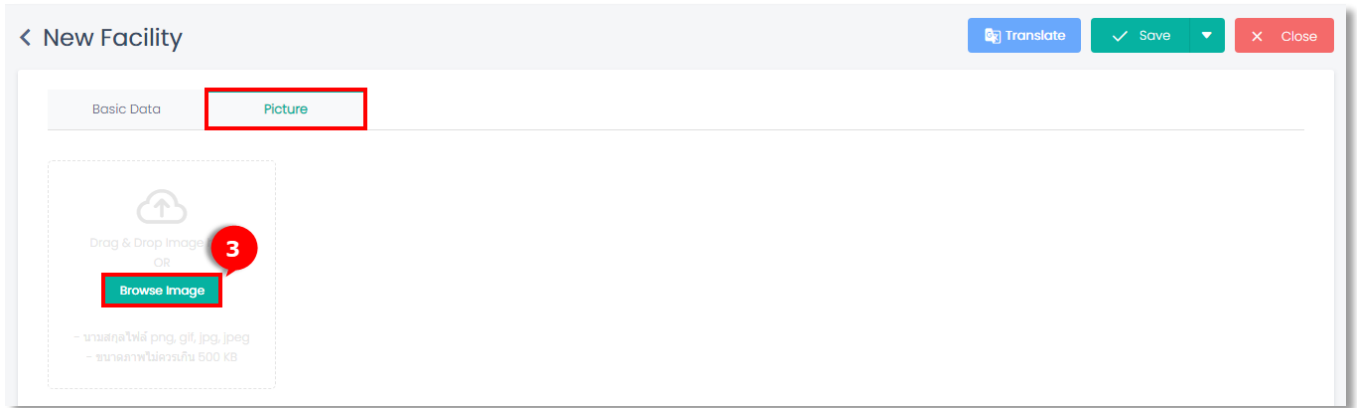 New Facility
Translate
Save
Close
Basic Data
Picture
Drag & Drop Image
3
OR
Browse Image
- นามสกุลไฟล์ png, gif, jpg, jpeg
- ขนาดภาพไม่ควรเกิน 500 KB